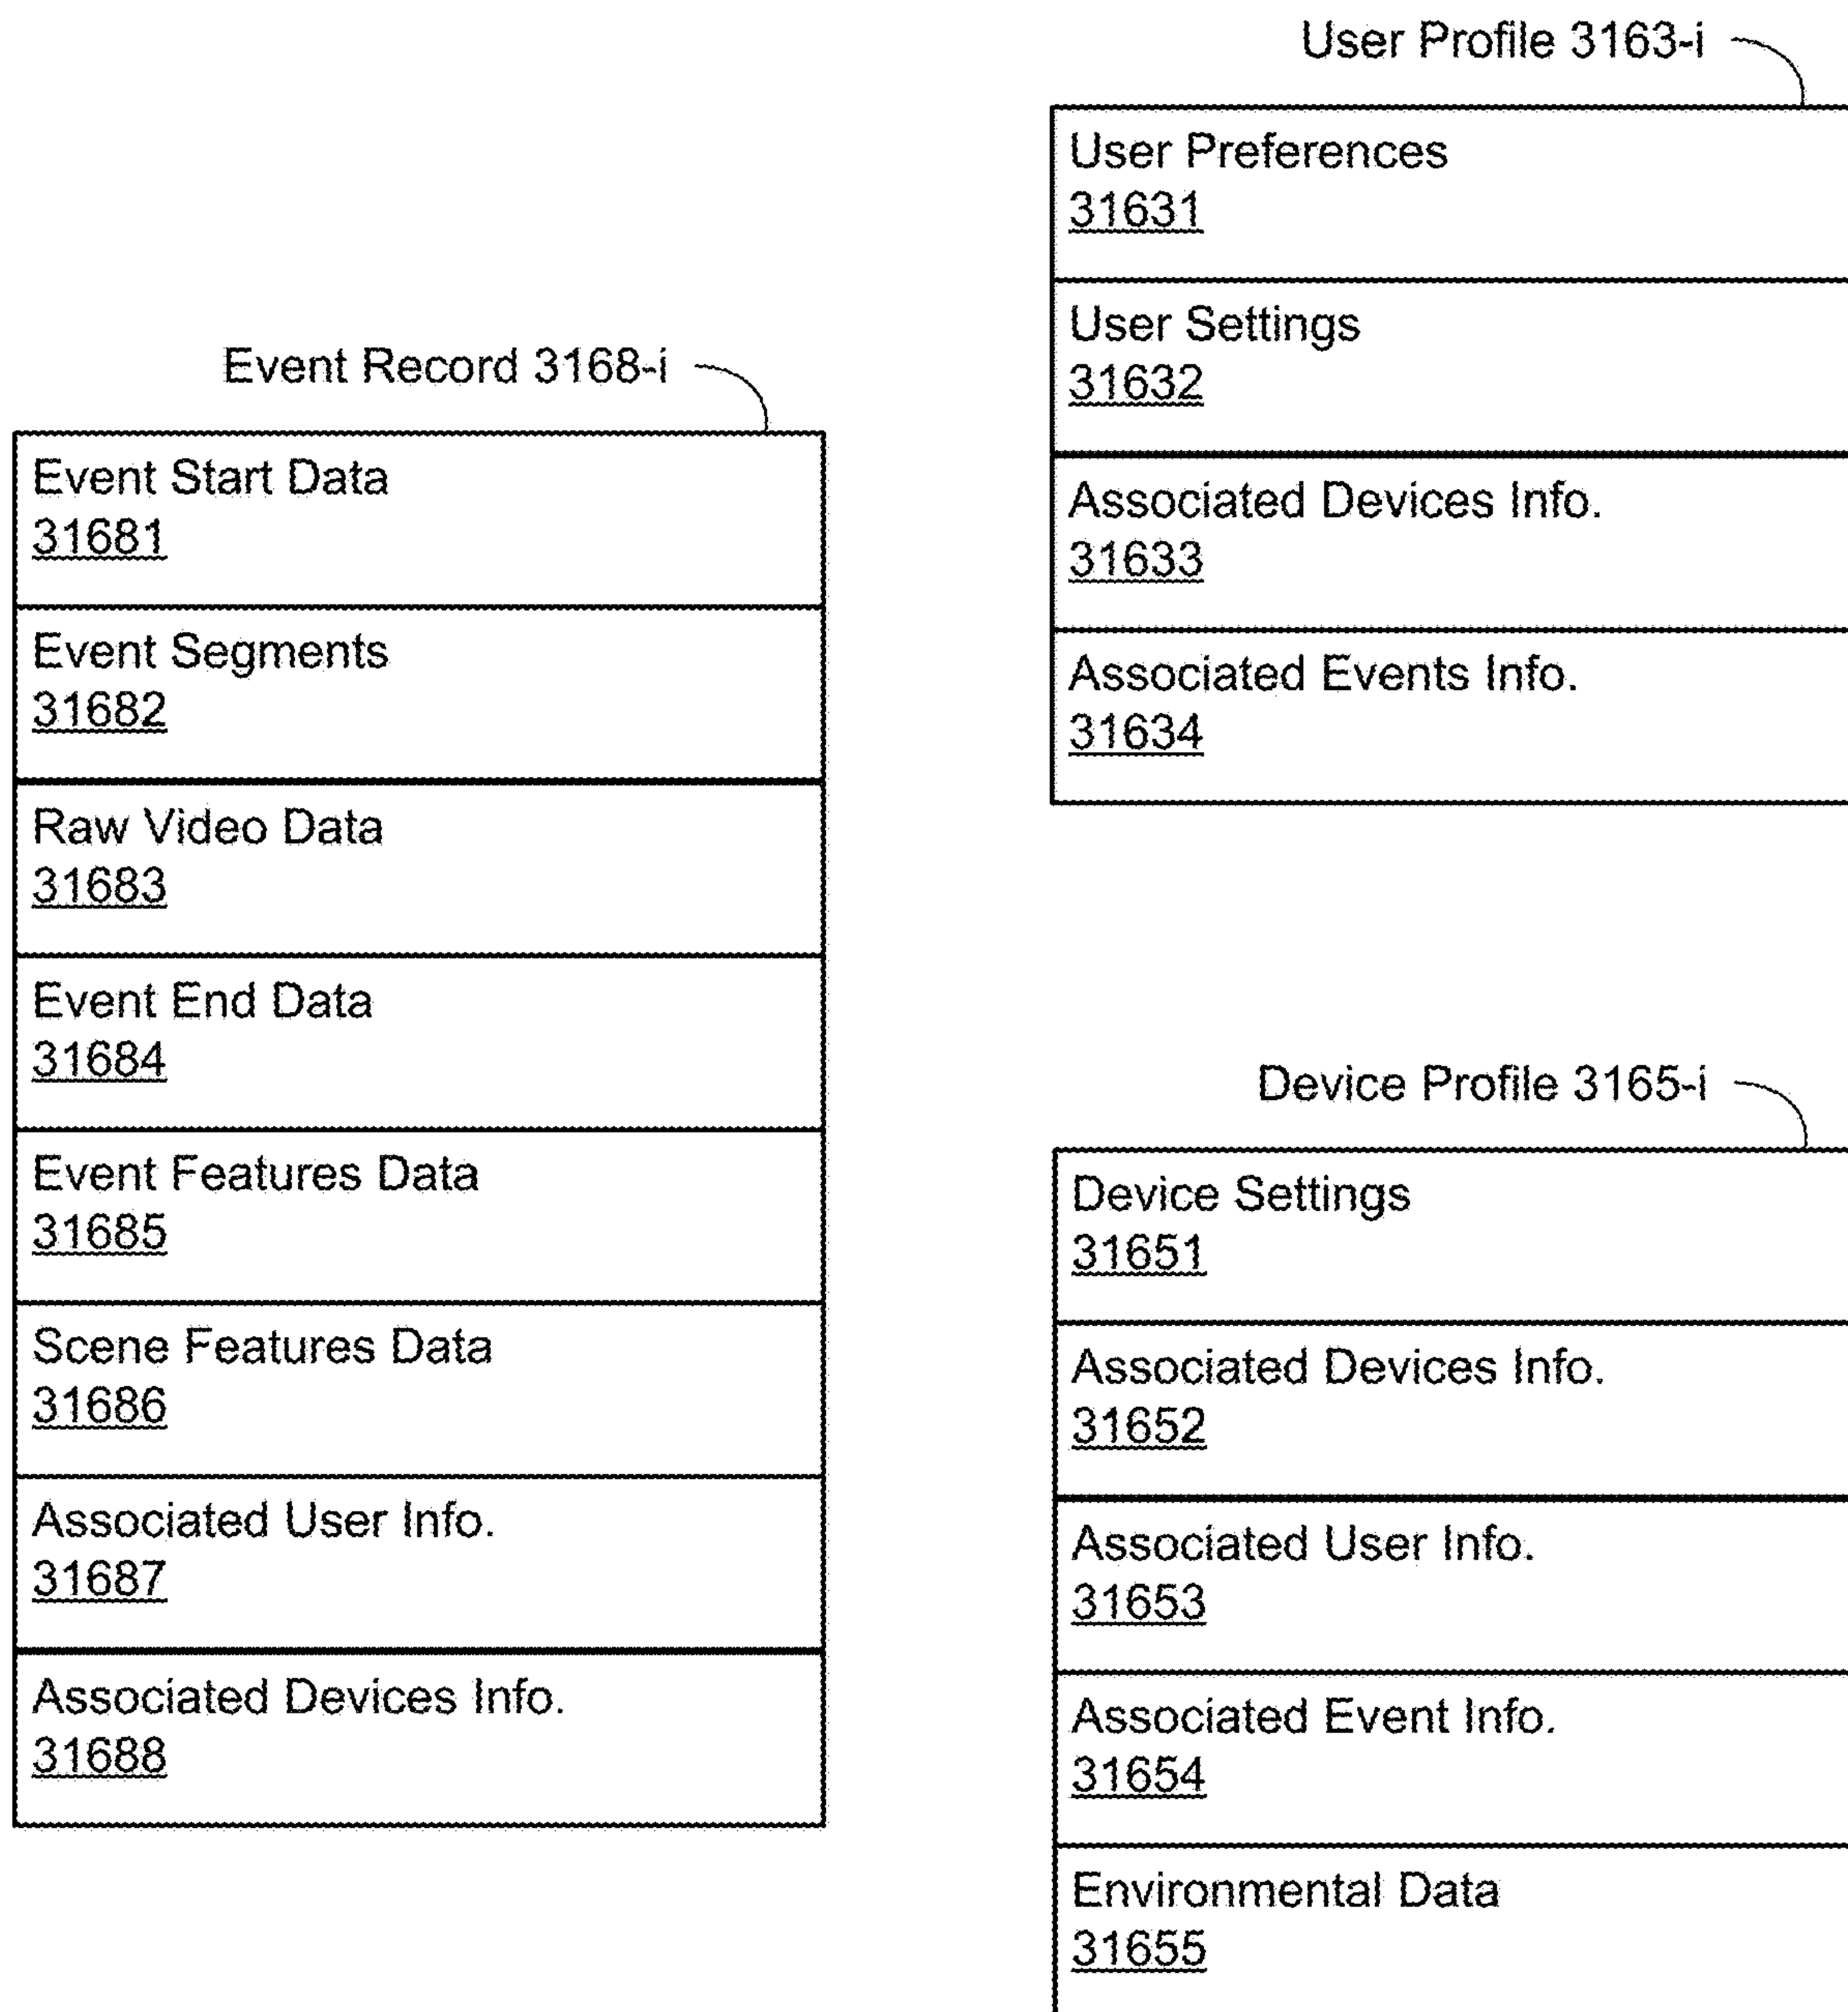 Event Record 3168-i
Event Start Data
31681
Event Segments
31682
Raw Video Data
31683
Event End Data
31684
Event Features Data
31685
Scene Features Data
31686
Associated User Info.
31687
Associated Devices Info.
31688
User Profile 3163-i
User Preferences
31631
User Settings
31632
Associated Devices Info.
31633
Associated Events Info.
31634
Device Profile 3165-i
Device Settings
31651
Associated Devices Info.
31652
Associated User Info.
31653
Associated Event Info.
31654
Environmental Data
31655